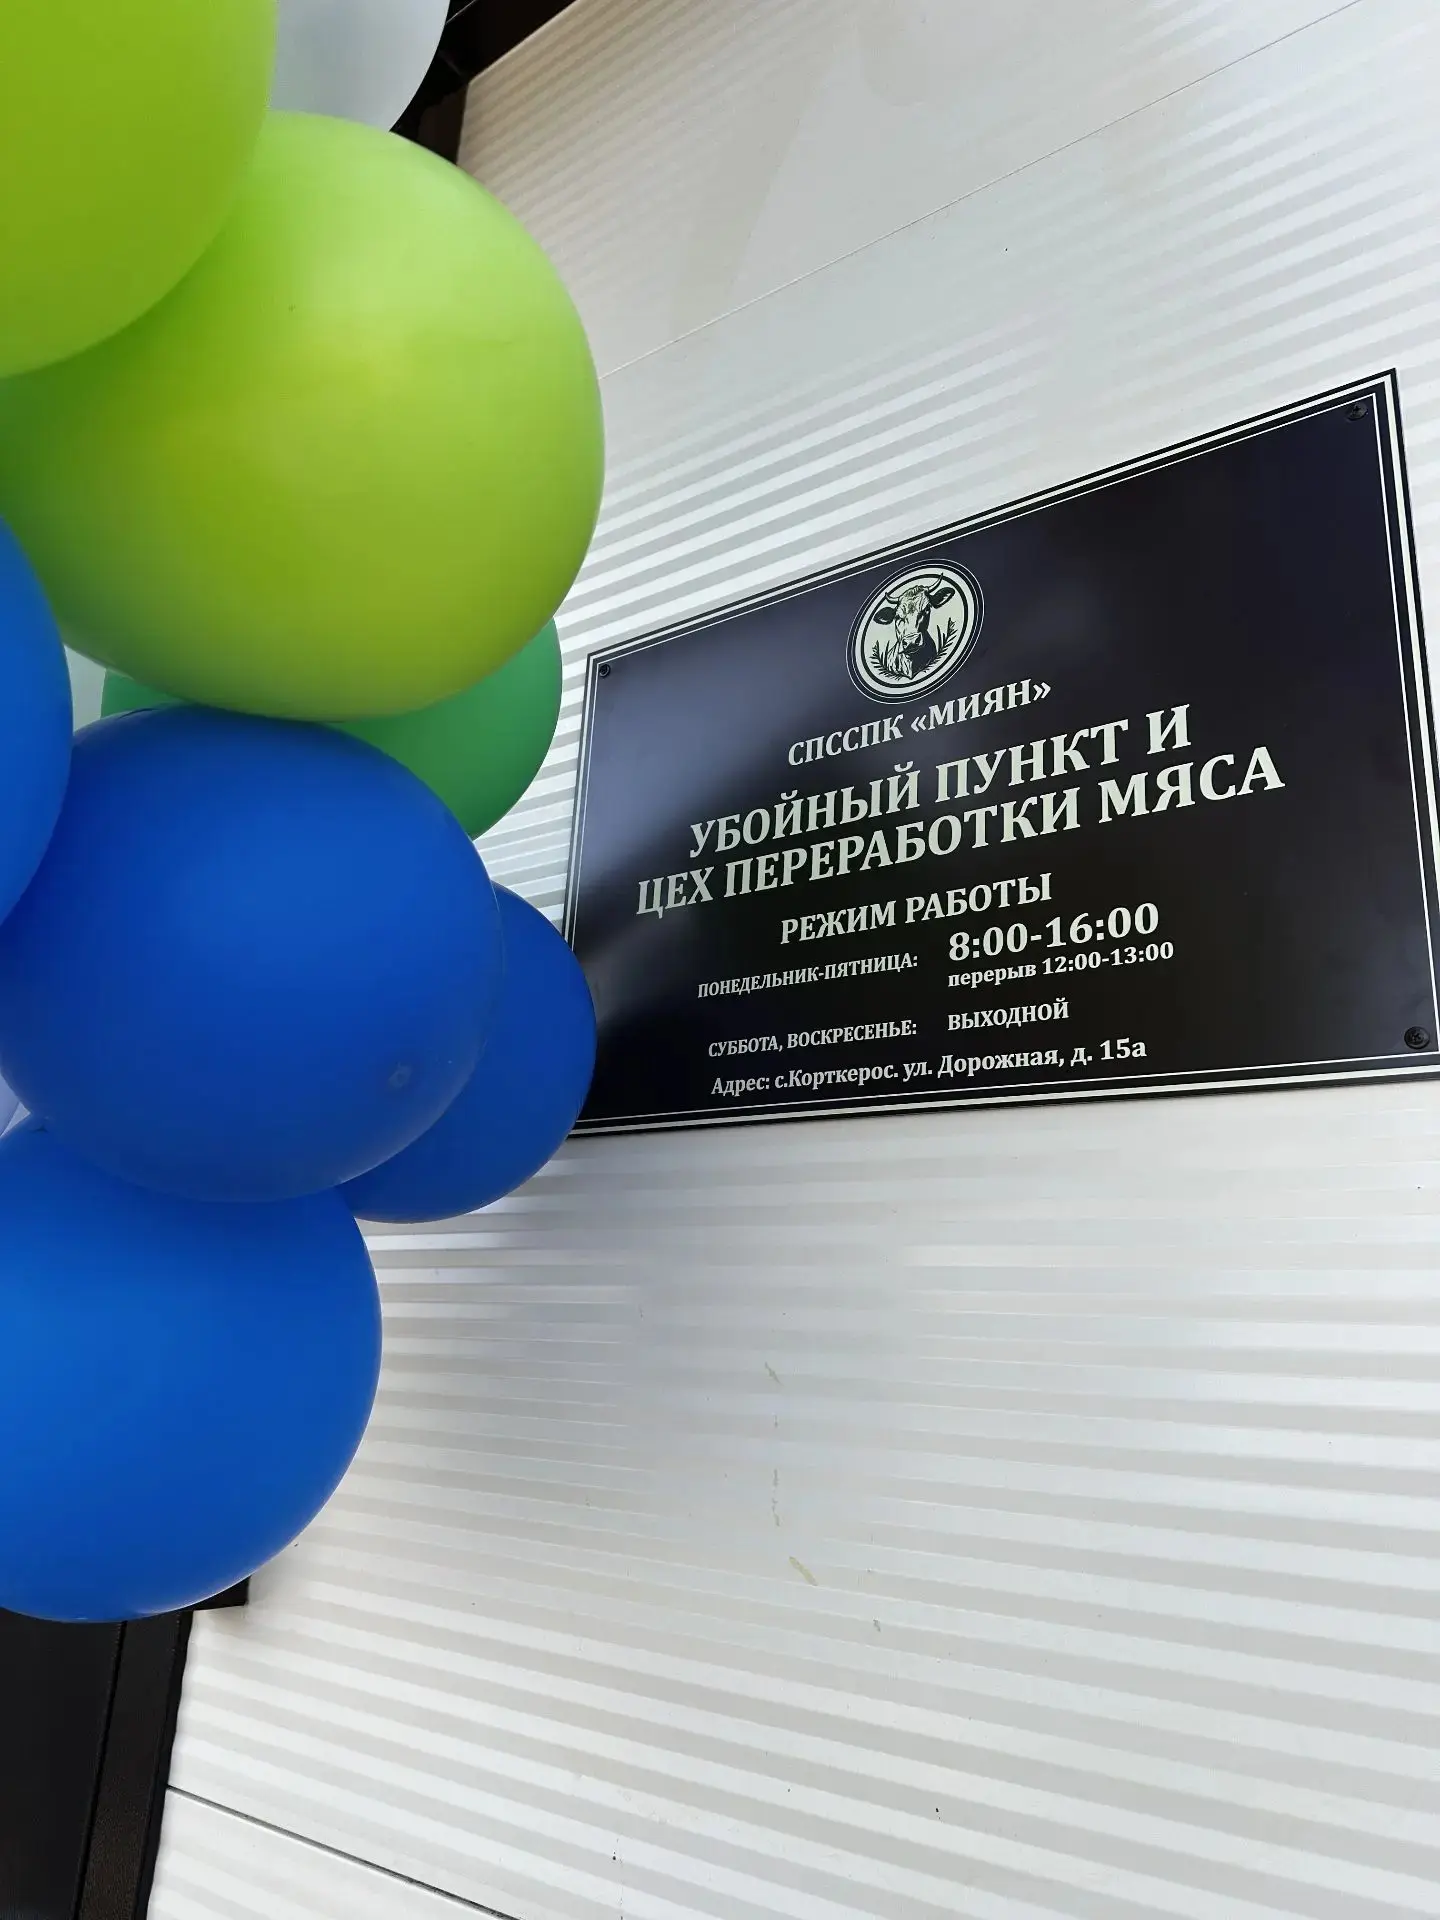 СПССПК «МИЯН»
УБОЙНЫЙ ПУНКТ И
ЦЕХ ПЕРЕРАБОТКИ МЯСА
РЕЖИМ РАБОТЫ
ПОНЕДЕЛЬНИК-ПЯТНИЦА: 8:00-16:00
перерыв 12:00-13:00
СУББОТА, ВОСКРЕСЕНЬЕ: ВЫХОДНОЙ
Адрес: с.Корткерос. ул. Дорожная, д. 15а